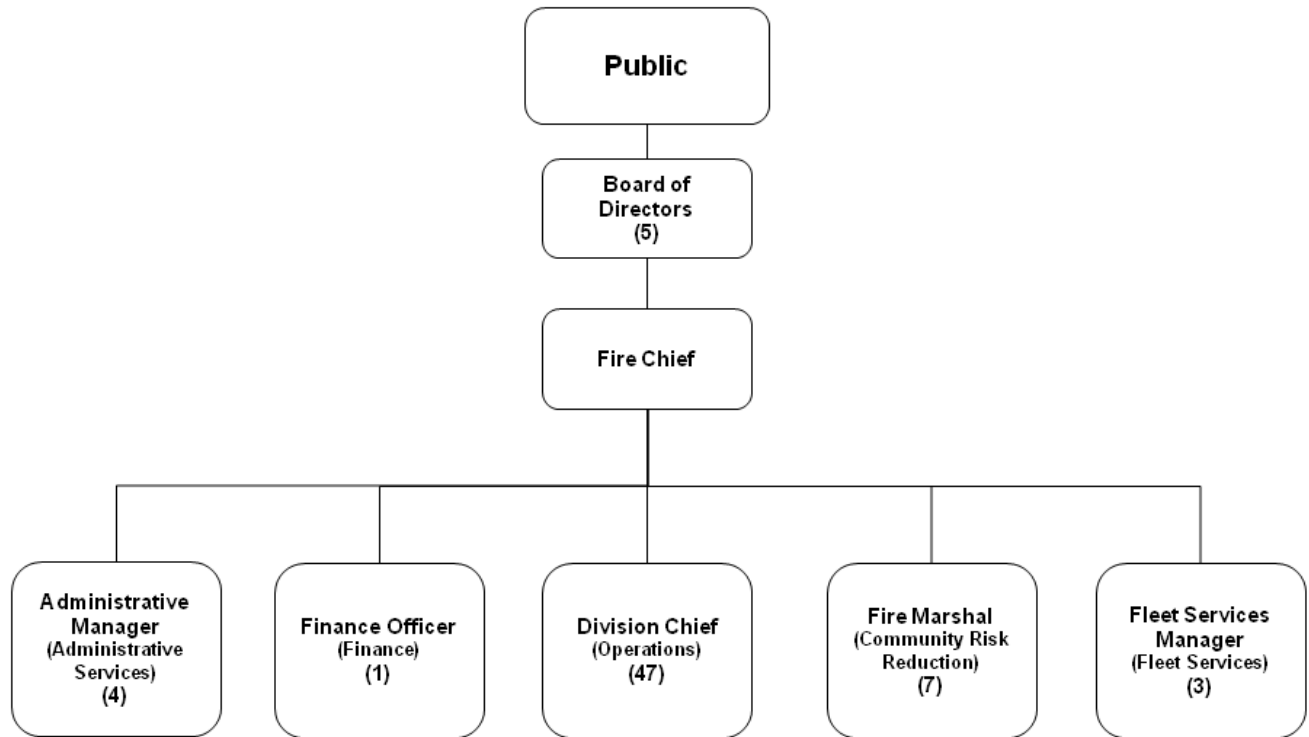 Public
Board of
Directors
(5)
Fire Chief
Administrative
Manager
(Administrative
Services)
(4)
Finance Officer
(Finance)
(1)
Division Chief
(Operations)
(47)
Fire Marshal
(Community Risk
Reduction)
(7)
Fleet Services
Manager
(Fleet Services)
(3)